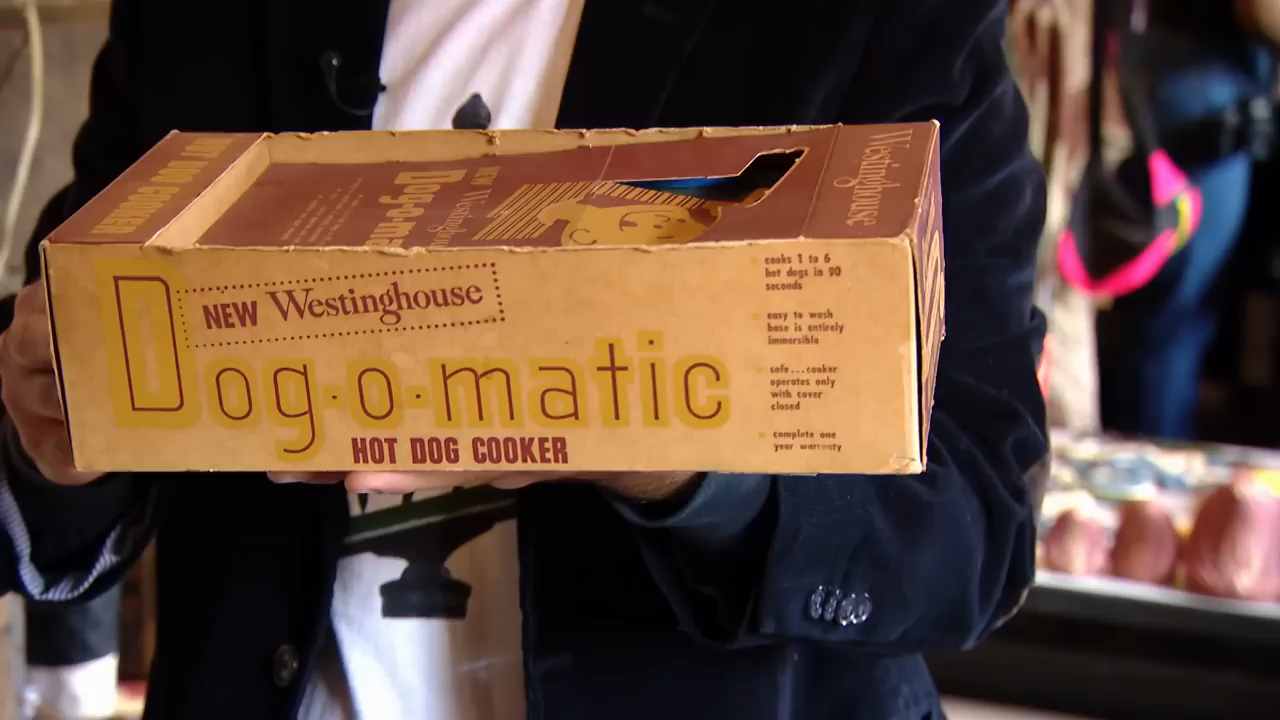 HOT DOG COOKER
NEW Westinghouse
Dog-o-ma
Westinghouse
NEW Westinghouse
Dog-o-matic
HOT DOG COOKER
cooks 1 to 6
hot dogs in 90
seconds
easy to wash
base is entirely
immersible
safe...cooker
operates only
with cover
closed
complete one
year warranty